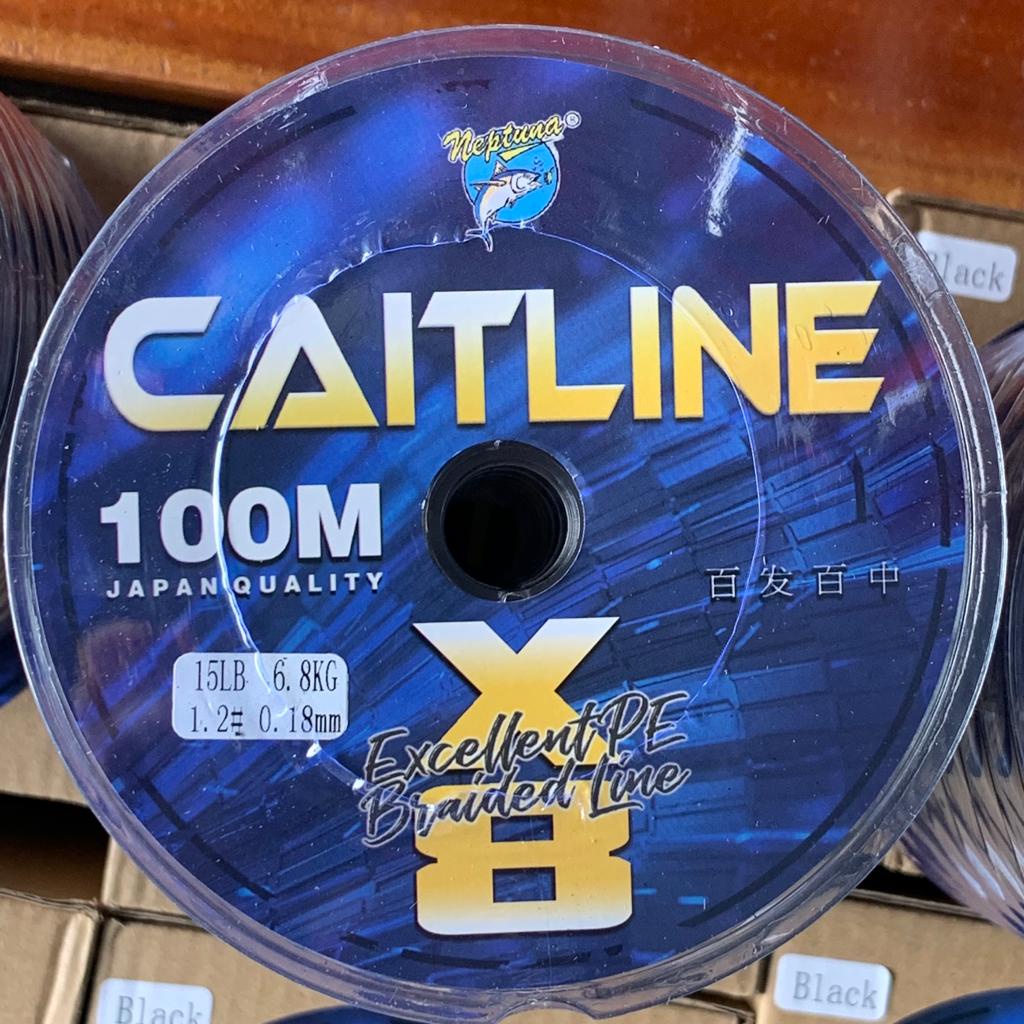 Neptuna®
CAITLINE
100M
JAPAN QUALITY
百发百中
15LB 6.8KG
1.2# 0.18mm
X8
Excellent PE
Braided Line
Black
Black
Black